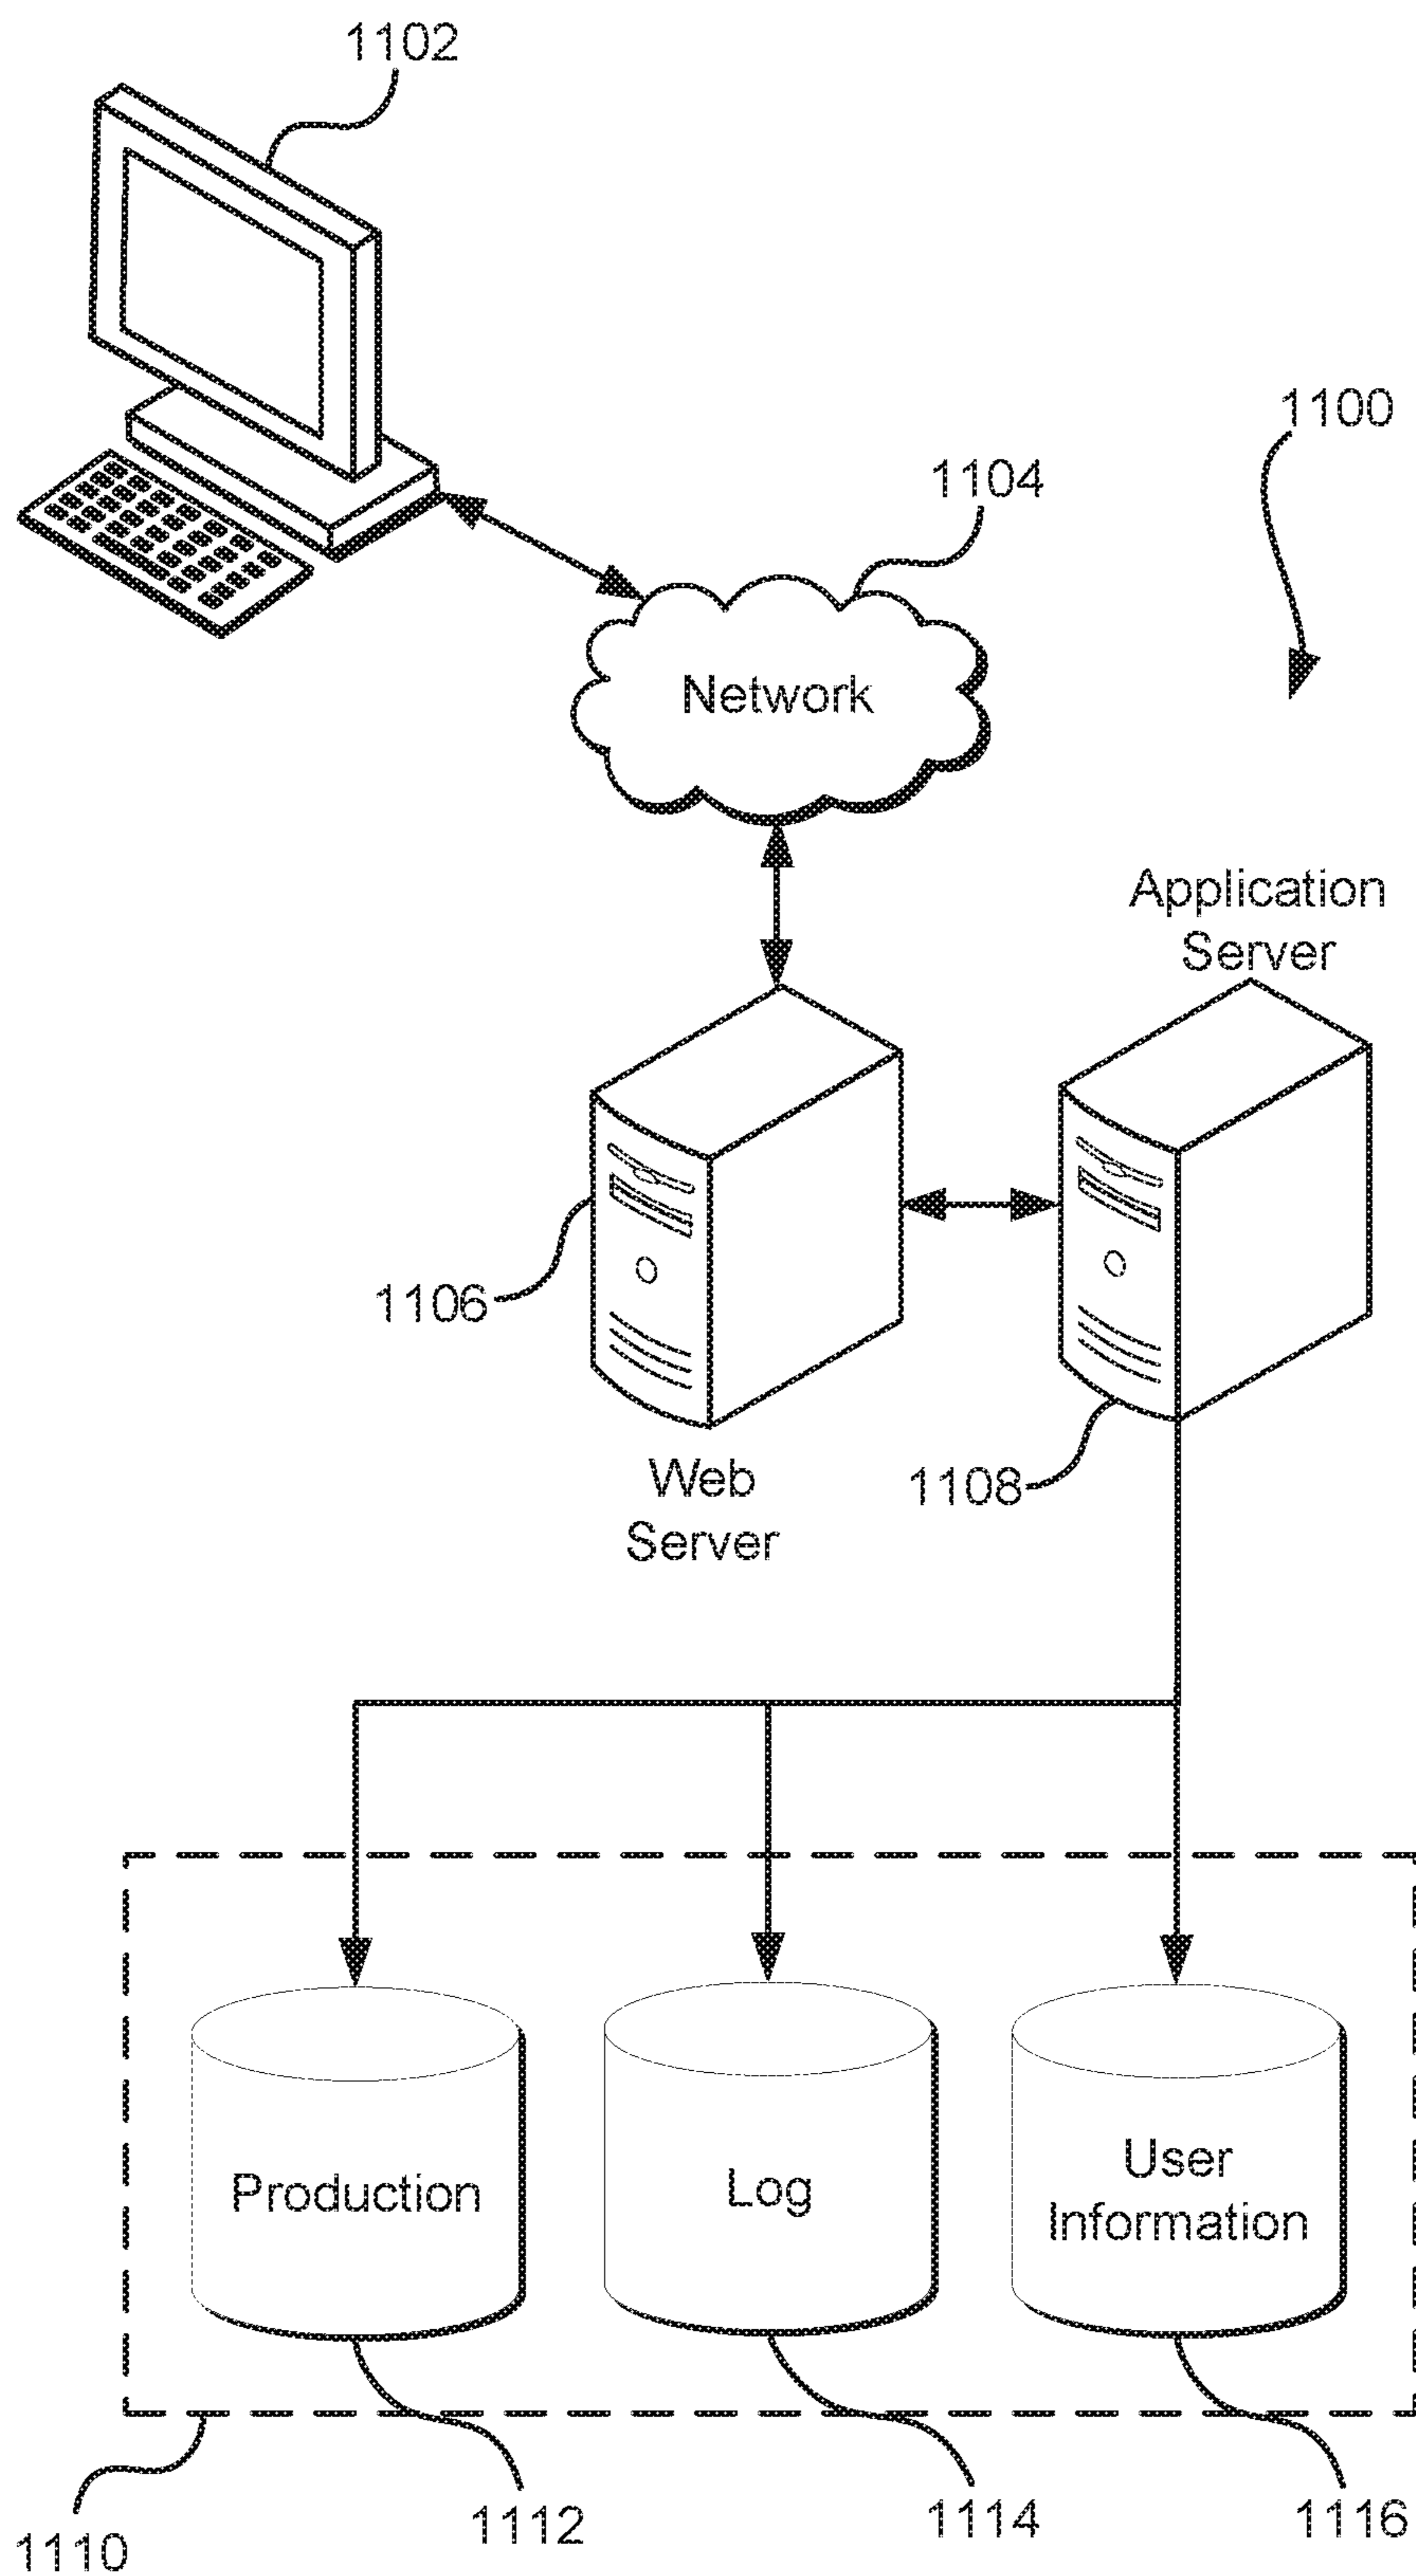 1102
1100
1104
Network
Application
Server
1106
Web
Server
1108
Production
Log
User
Information
1110
1112
1114
1116